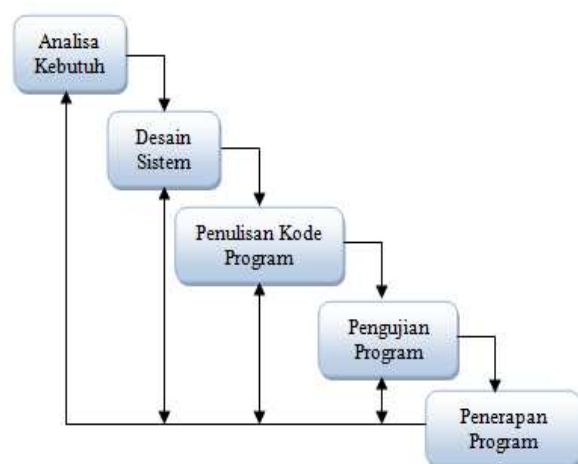 Analisa
Kebutuh
Desain
Sistem
Penulisan Kode
Program
Pengujian
Program
Penerapan
Program